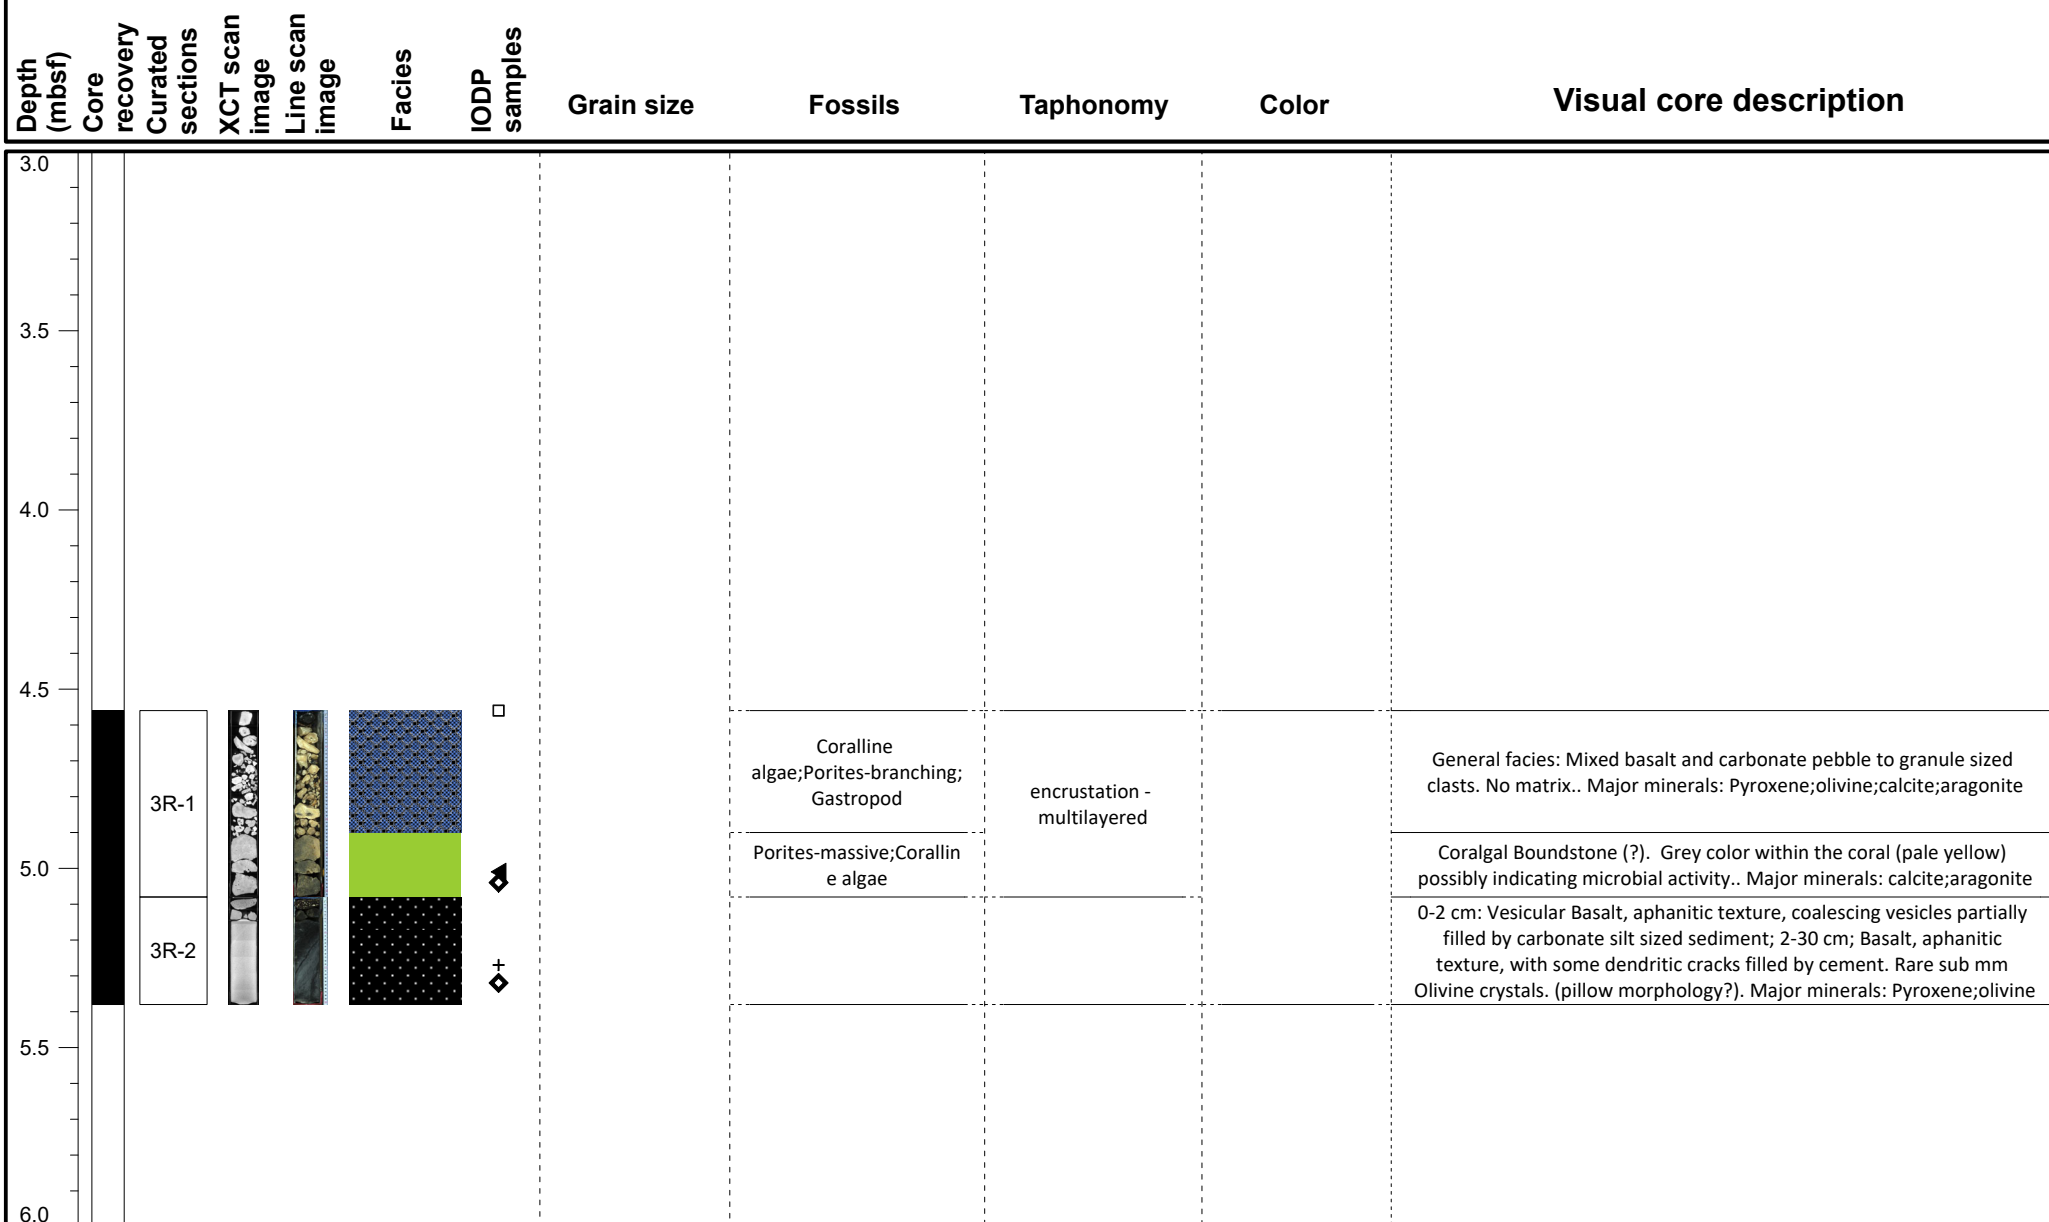 Depth
(mbsf)
Core
recovery
Curated
sections
XCT scan
image
Line scan
image
Facies
IODP
samples
Grain size
Fossils
Taphonomy
Color
Visual core description
3.0
3.5
4.0
4.5
5.0
5.5
6.0
3R-1
3R-2
Coralline
algae;Porites-branching;
Gastropod
Porites-massive;Corallin
e algae
encrustation -
multilayered
General facies: Mixed basalt and carbonate pebble to granule sized
clasts. No matrix.. Major minerals: Pyroxene;olivine;calcite;aragonite
Coralgal Boundstone (?).  Grey color within the coral (pale yellow)
possibly indicating microbial activity.. Major minerals: calcite;aragonite
0-2 cm: Vesicular Basalt, aphanitic texture, coalescing vesicles partially
filled by carbonate silt sized sediment; 2-30 cm; Basalt, aphanitic
texture, with some dendritic cracks filled by cement. Rare sub mm
Olivine crystals. (pillow morphology?). Major minerals: Pyroxene;olivine